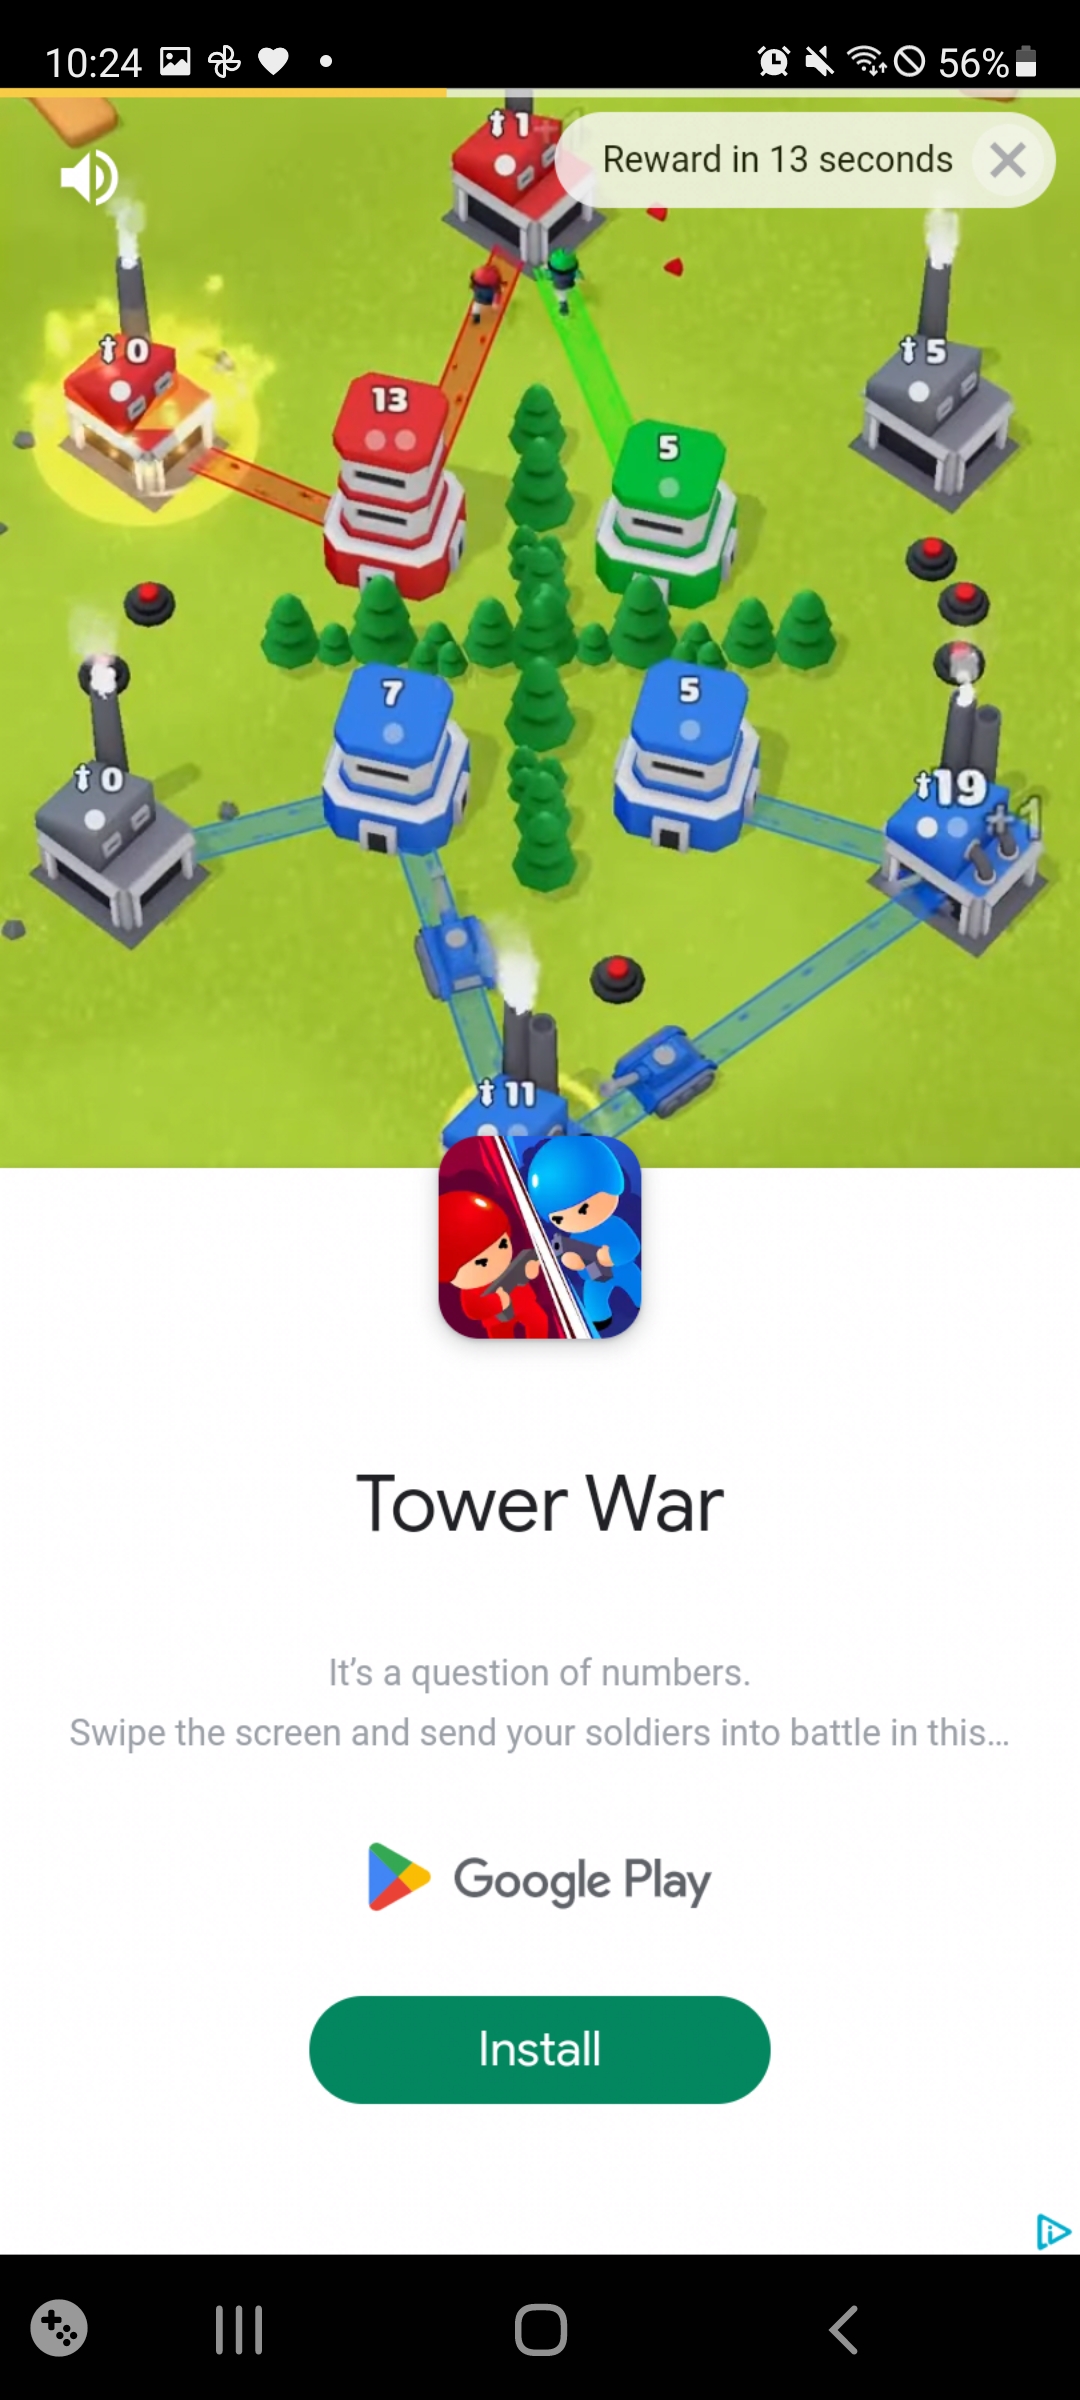 10:24
56%
1
Reward in 13 seconds
0
13
5
5
7
5
0
19
+1
11
Tower War
It's a question of numbers.
Swipe the screen and send your soldiers into battle in this...
Google Play
Install